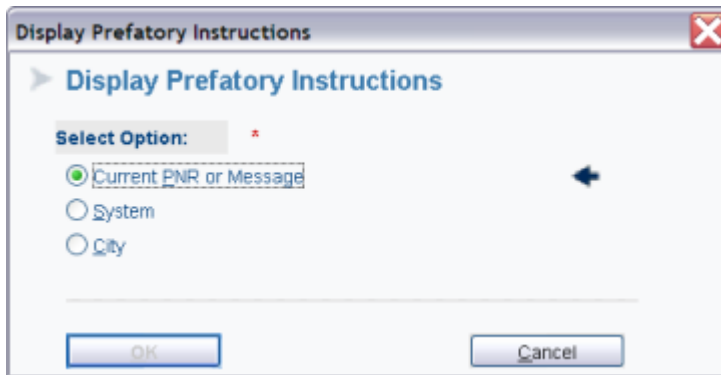 Display Prefatory Instructions
Display Prefatory Instructions
Select Option: *
Current PNR or Message
System
City
OK
Cancel